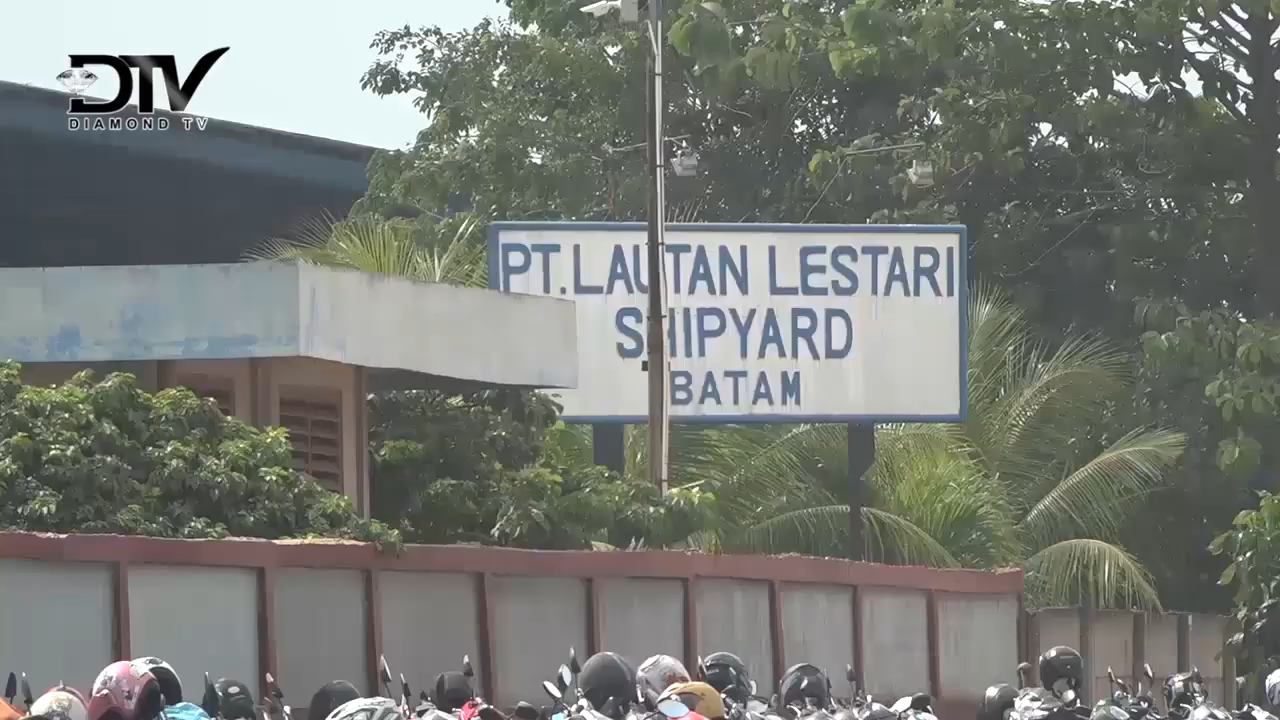 DTV
DIAMOND TV
PT.LAUTAN LESTARI
SHIPYARD
BATAM